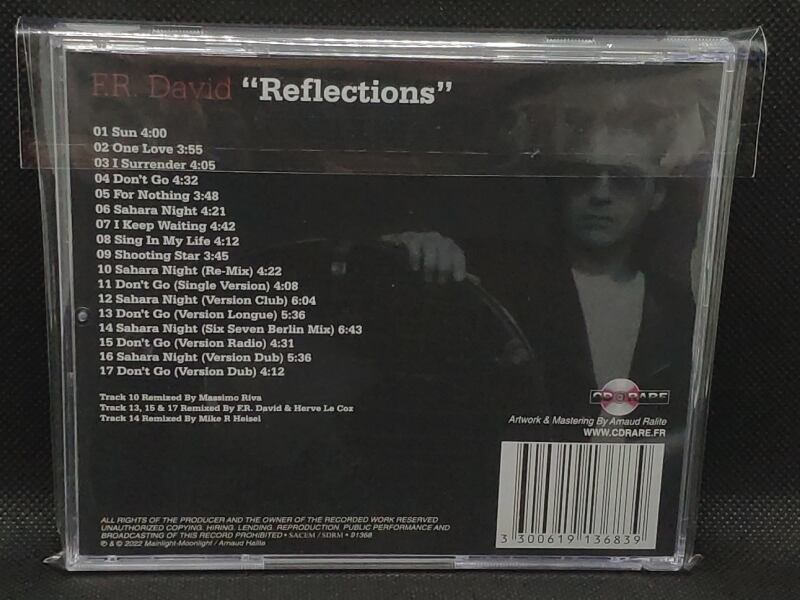 F.R. David "Reflections"
01 Sun 4:00
02 One Love 3:55
03 I Surrender 4:05
04 Don't Go 4:32
05 For Nothing 3:48
06 Sahara Night 4:21
07 I Keep Waiting 4:42
08 Sing In My Life 4:12
09 Shooting Star 3:45
10 Sahara Night (Re-Mix) 4:22
11 Don't Go (Single Version) 4:08
12 Sahara Night (Version Club) 6:04
13 Don't Go (Version Longue) 5:36
14 Sahara Night (Six Seven Berlin Mix) 6:43
15 Don't Go (Version Radio) 4:31
16 Sahara Night (Version Dub) 5:36
17 Don't Go (Version Dub) 4:12
Track 10 Remixed By Massimo Riva
Track 13, 15 & 17 Remixed By F.R. David & Herve Le Coz
Track 14 Remixed By Mike R Heisel
CD RARE
Artwork & Mastering By Arnaud Ralite
WWW.CDRARE.FR
ALL RIGHTS OF THE PRODUCER AND THE OWNER OF THE RECORDED WORK RESERVED
UNAUTHORIZED COPYING, HIRING, LENDING, REPRODUCTION, PUBLIC PERFORMANCE AND
BROADCASTING OF THIS RECORD PROHIBITED • SACEM / SDRM • 01368
℗ & © 2022 Mainlight-Moonlight / Arnaud Ralite
3 300619 136839